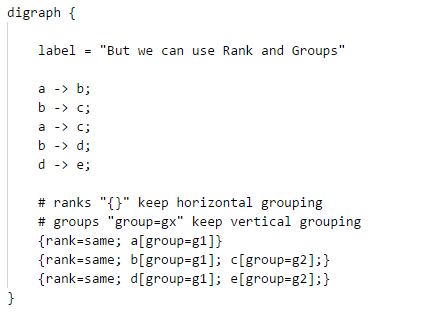 digraph {
label = "But we can use Rank and Groups"
a -> b;
b -> c;
a -> c;
b -> d;
d -> e;
# ranks "{}" keep horizontal grouping
# groups "group=gx" keep vertical grouping
{rank=same; a[group=g1]}
{rank=same; b[group=g1]; c[group=g2];}
{rank=same; d[group=g1]; e[group=g2];}
}